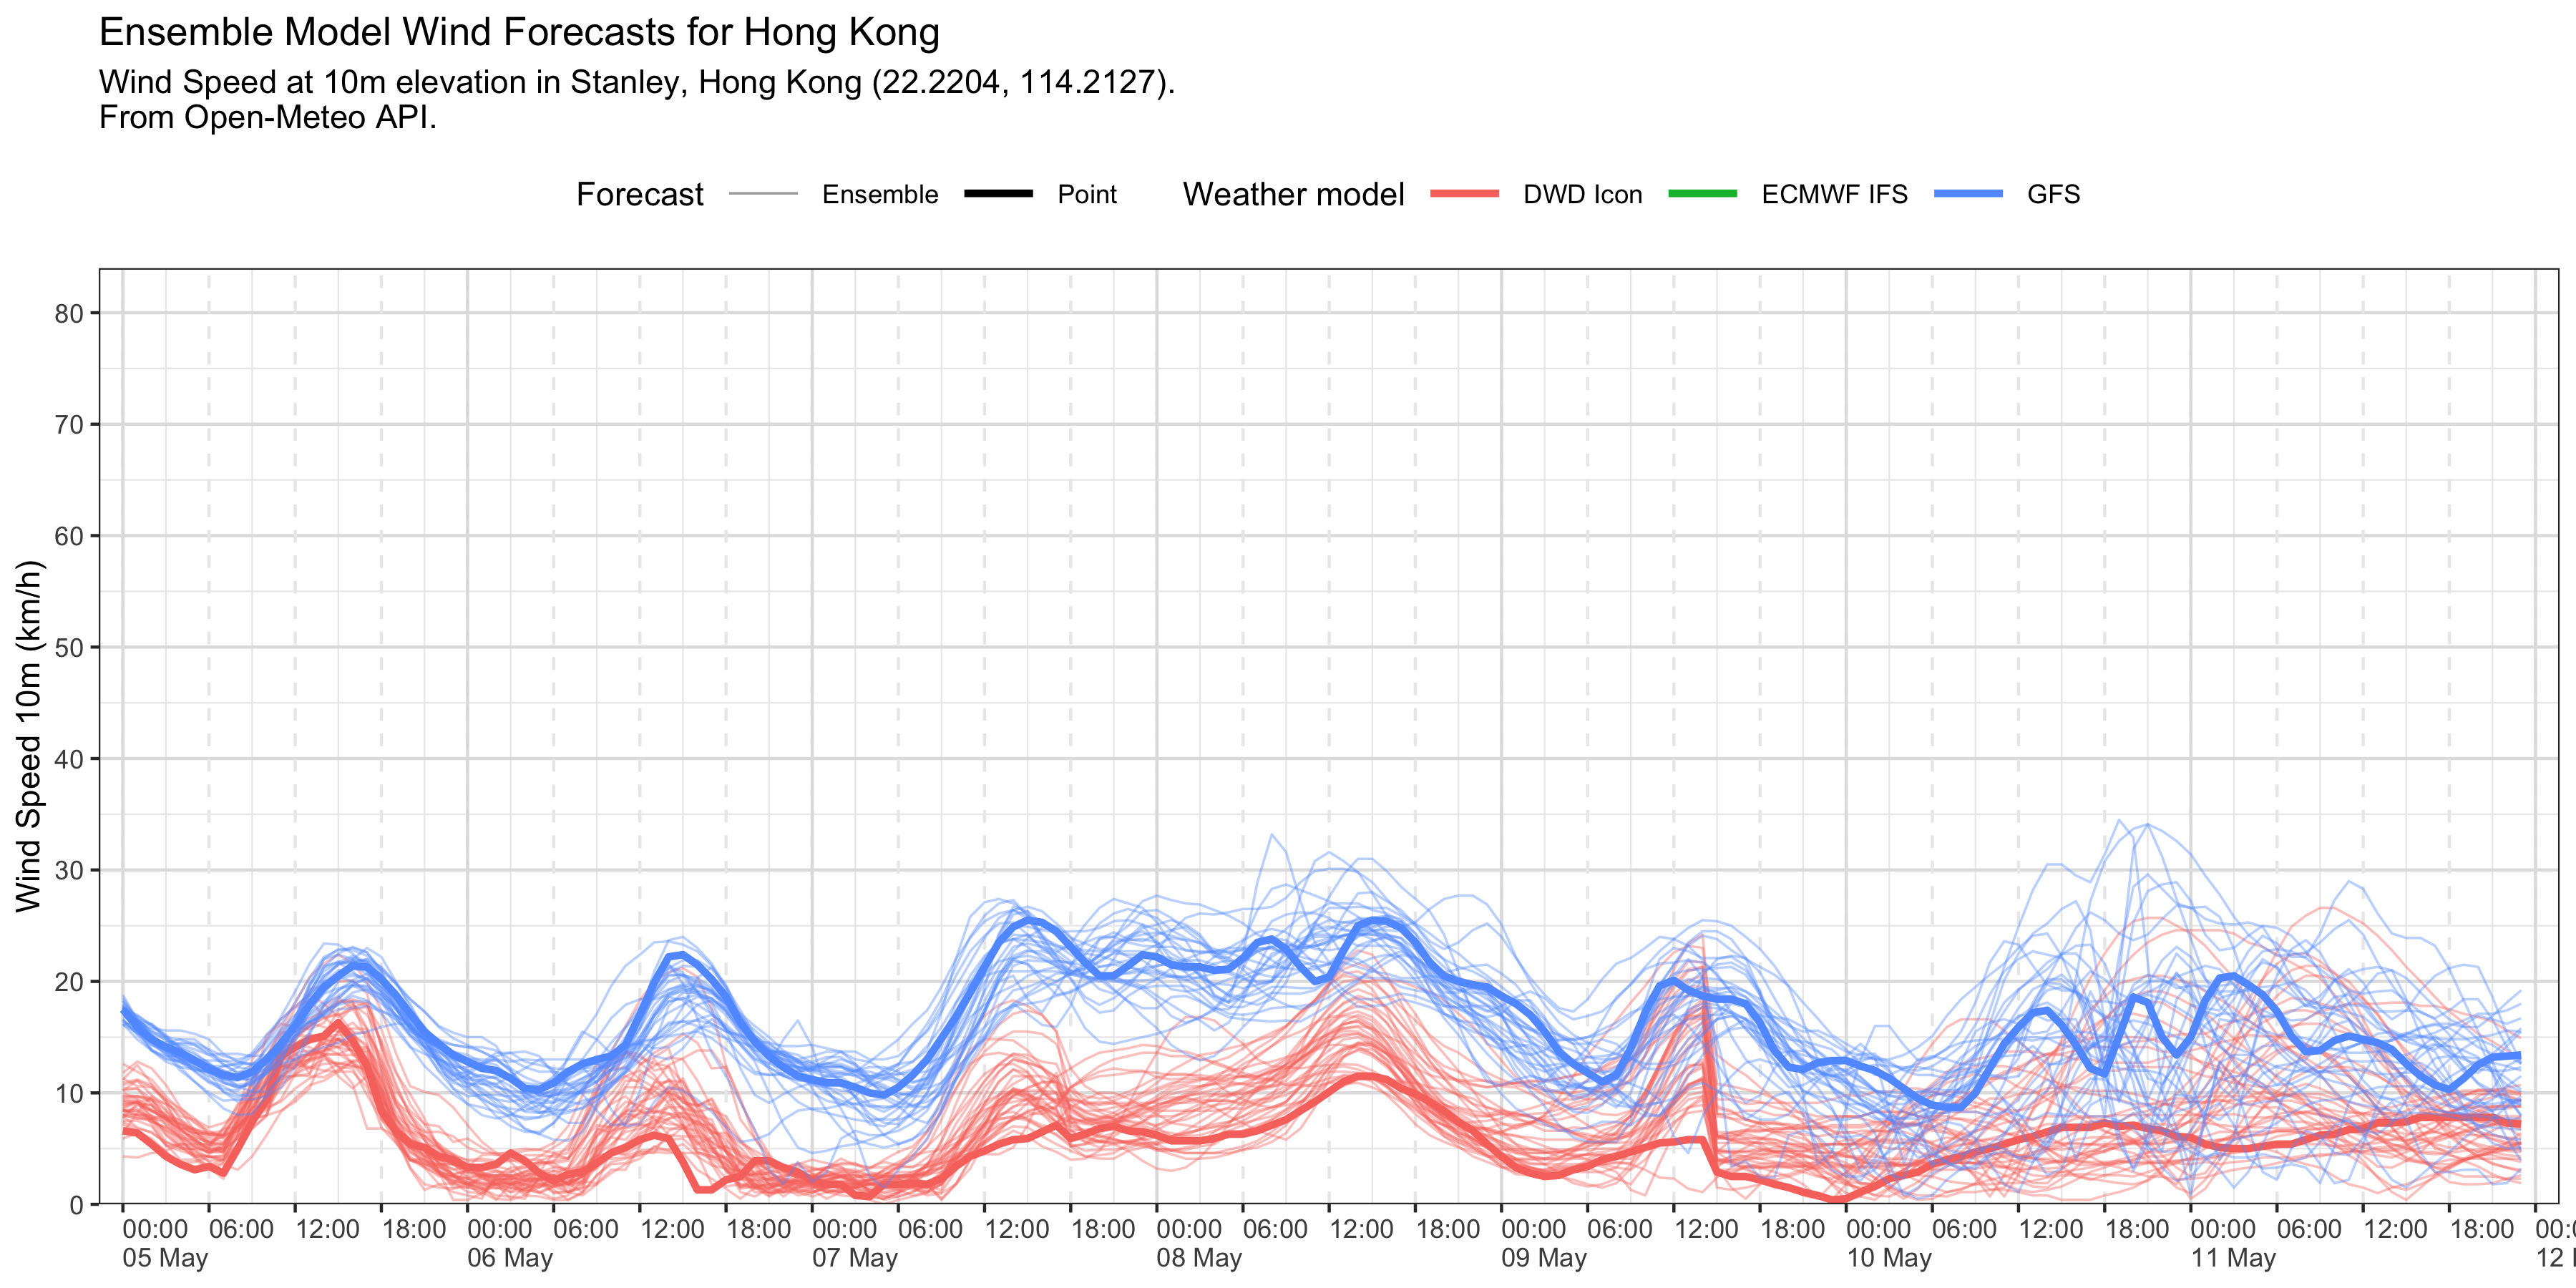 Ensemble Model Wind Forecasts for Hong Kong
Wind Speed at 10m elevation in Stanley, Hong Kong (22.2204, 114.2127).
From Open-Meteo API.
Forecast Ensemble Point Weather model DWD Icon ECMWF IFS GFS
Wind Speed 10m (km/h)
80
70
60
50
40
30
20
10
0
00:00 06:00 12:00 18:00 00:00 06:00 12:00 18:00 00:00 06:00 12:00 18:00 00:00 06:00 12:00 18:00 00:00 06:00 12:00 18:00 00:00 06:00 12:00 18:00 00:00 06:00 12:00 18:00
05 May 06 May 07 May 08 May 09 May 10 May 11 May 12